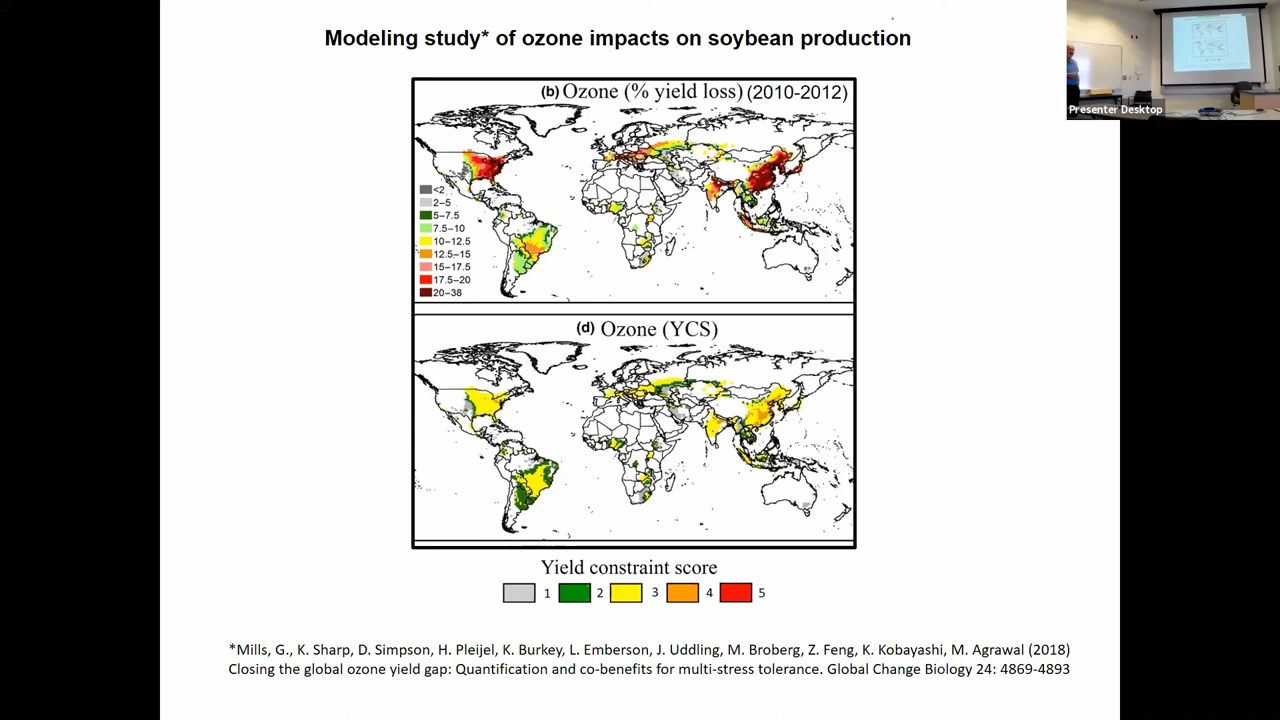 Modeling study* of ozone impacts on soybean production
Presenter Desktop
(b) Ozone (% yield loss) (2010-2012)
<2
2–5
5–7.5
7.5–10
10–12.5
12.5–15
15–17.5
17.5–20
20–38
(d) Ozone (YCS)
Yield constraint score
1 2 3 4 5
*Mills, G., K. Sharp, D. Simpson, H. Pleijel, K. Burkey, L. Emberson, J. Uddling, M. Broberg, Z. Feng, K. Kobayashi, M. Agrawal (2018)
Closing the global ozone yield gap: Quantification and co-benefits for multi-stress tolerance. Global Change Biology 24: 4869-4893